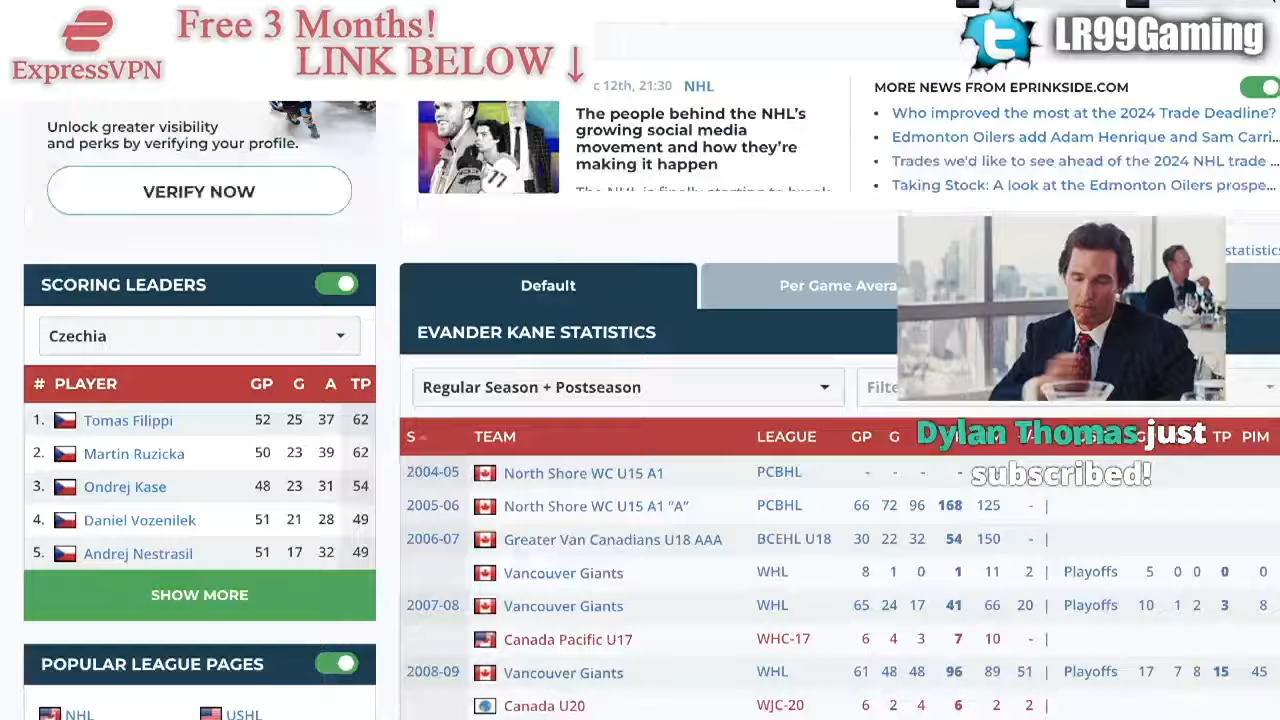 Free 3 Months!
LINK BELOW ↓
ExpressVPN
LR99Gaming
Unlock greater visibility
and perks by verifying your profile.
VERIFY NOW
c 12th, 21:30 NHL
The people behind the NHL's
growing social media
movement and how they're
making it happen
MORE NEWS FROM EPRINKSIDE.COM
• Who improved the most at the 2024 Trade Deadline?
• Edmonton Oilers add Adam Henrique and Sam Carri...
• Trades we'd like to see ahead of the 2024 NHL trade ...
• Taking Stock: A look at the Edmonton Oilers prospe...
statistics
SCORING LEADERS
Czechia
# PLAYER GP G A TP
1. Tomas Filippi 52 25 37 62
2. Martin Ruzicka 50 23 39 62
3. Ondrej Kase 48 23 31 54
4. Daniel Vozenilek 51 21 28 49
5. Andrej Nestrasil 51 17 32 49
SHOW MORE
POPULAR LEAGUE PAGES
NHL USHL
Default Per Game Avera
EVANDER KANE STATISTICS
Regular Season + Postseason Filte
Dylan Thomas just
subscribed!
S TEAM LEAGUE GP G TP PIM
2004-05 North Shore WC U15 A1 PCBHL - - - -
2005-06 North Shore WC U15 A1 "A" PCBHL 66 72 96 168 125 - |
2006-07 Greater Van Canadians U18 AAA BCEHL U18 30 22 32 54 150 - |
Vancouver Giants WHL 8 1 0 1 11 2 | Playoffs 5 0 0 0 0
2007-08 Vancouver Giants WHL 65 24 17 41 66 20 | Playoffs 10 1 2 3 8
Canada Pacific U17 WHC-17 6 4 3 7 10 - |
2008-09 Vancouver Giants WHL 61 48 48 96 89 51 | Playoffs 17 7 8 15 45
Canada U20 WJC-20 6 2 4 6 2 2 |